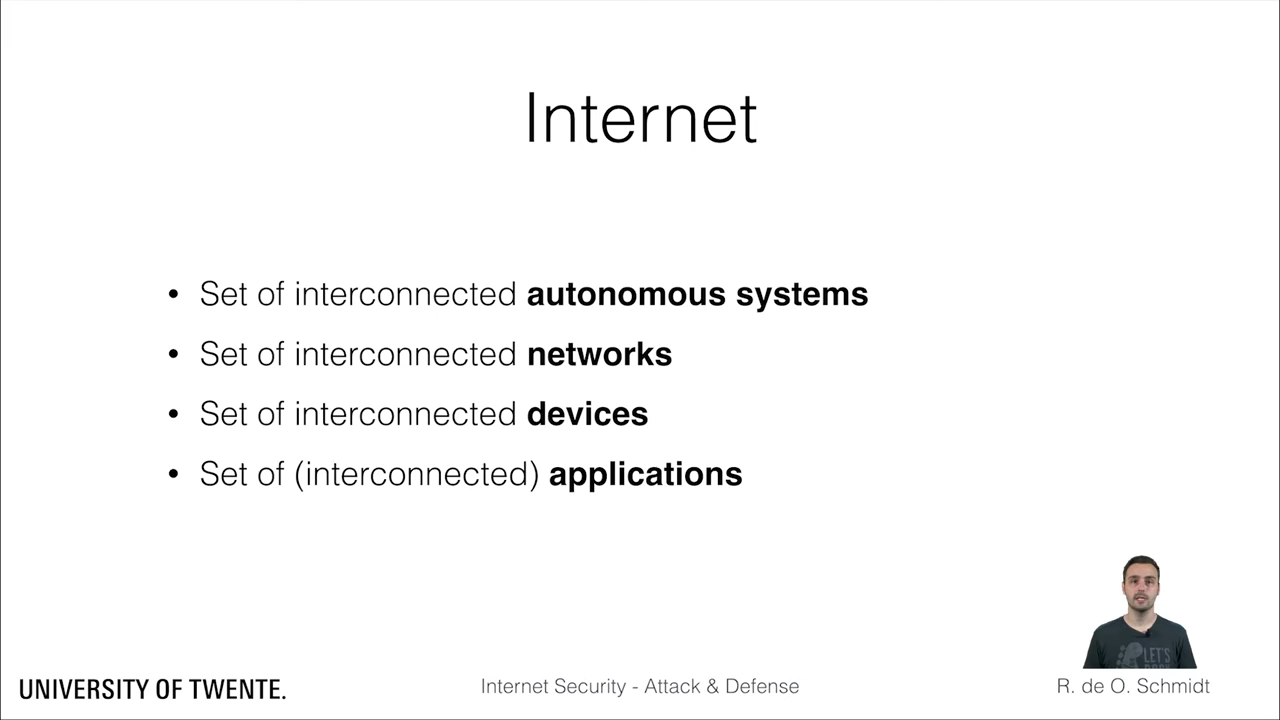 Internet
• Set of interconnected autonomous systems
• Set of interconnected networks
• Set of interconnected devices
• Set of (interconnected) applications
LET'S
UNIVERSITY OF TWENTE.
Internet Security - Attack & Defense
R. de O. Schmidt